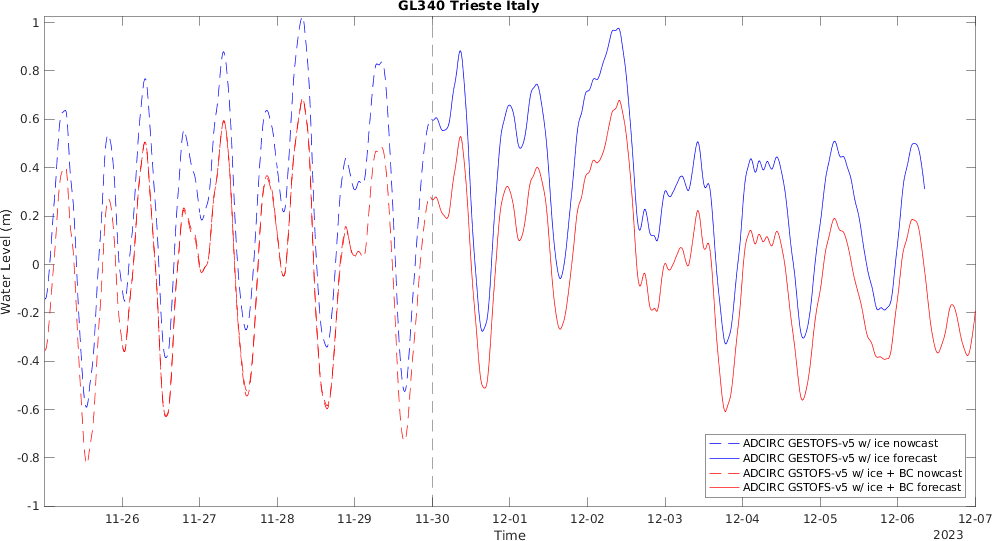 GL340 Trieste Italy
Water Level (m)
1
0.8
0.6
0.4
0.2
0
-0.2
-0.4
-0.6
-0.8
-1
ADCIRC GESTOFS-v5 w/ ice nowcast
ADCIRC GESTOFS-v5 w/ ice forecast
ADCIRC GSTOFS-v5 w/ ice + BC nowcast
ADCIRC GSTOFS-v5 w/ ice + BC forecast
11-26 11-27 11-28 11-29 11-30 12-01 12-02 12-03 12-04 12-05 12-06 12-07
Time
2023